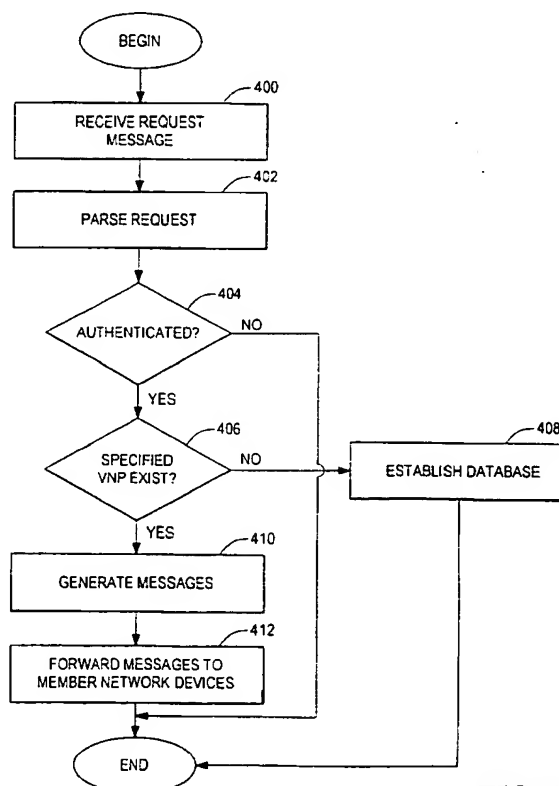 BEGIN
400
RECEIVE REQUEST
MESSAGE
402
PARSE REQUEST
404
AUTHENTICATED?
NO
YES
406
SPECIFIED
VNP EXIST?
NO
408
ESTABLISH DATABASE
YES
410
GENERATE MESSAGES
412
FORWARD MESSAGES TO
MEMBER NETWORK DEVICES
END